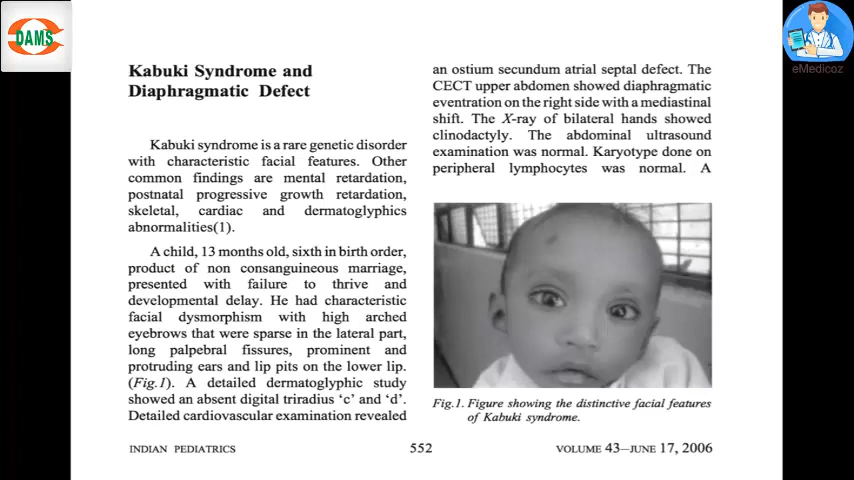 DAMS
eMedicoz
Kabuki Syndrome and
Diaphragmatic Defect
Kabuki syndrome is a rare genetic disorder
with characteristic facial features. Other
common findings are mental retardation,
postnatal progressive growth retardation,
skeletal, cardiac and dermatoglyphics
abnormalities(1).
A child, 13 months old, sixth in birth order,
product of non consanguineous marriage,
presented with failure to thrive and
developmental delay. He had characteristic
facial dysmorphism with high arched
eyebrows that were sparse in the lateral part,
long palpebral fissures, prominent and
protruding ears and lip pits on the lower lip.
(Fig.1). A detailed dermatoglyphic study
showed an absent digital triradius ‘c’ and ‘d’.
Detailed cardiovascular examination revealed
an ostium secundum atrial septal defect. The
CECT upper abdomen showed diaphragmatic
eventration on the right side with a mediastinal
shift. The X-ray of bilateral hands showed
clinodactyly. The abdominal ultrasound
examination was normal. Karyotype done on
peripheral lymphocytes was normal. A
Fig.1. Figure showing the distinctive facial features
of Kabuki syndrome.
INDIAN PEDIATRICS
552
VOLUME 43—JUNE 17, 2006